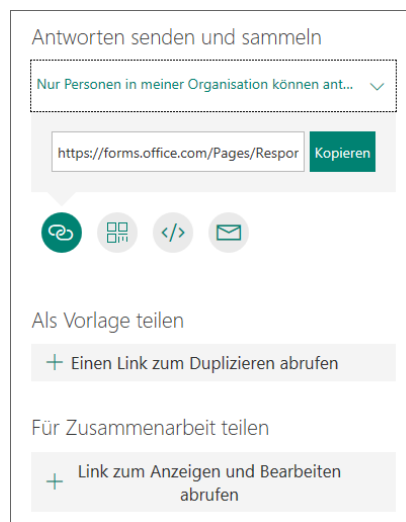 Antworten senden und sammeln
Nur Personen in meiner Organisation können ant...
https://forms.office.com/Pages/Respor
Kopieren
</>
Als Vorlage teilen
+ Einen Link zum Duplizieren abrufen
Für Zusammenarbeit teilen
+ Link zum Anzeigen und Bearbeiten
abrufen